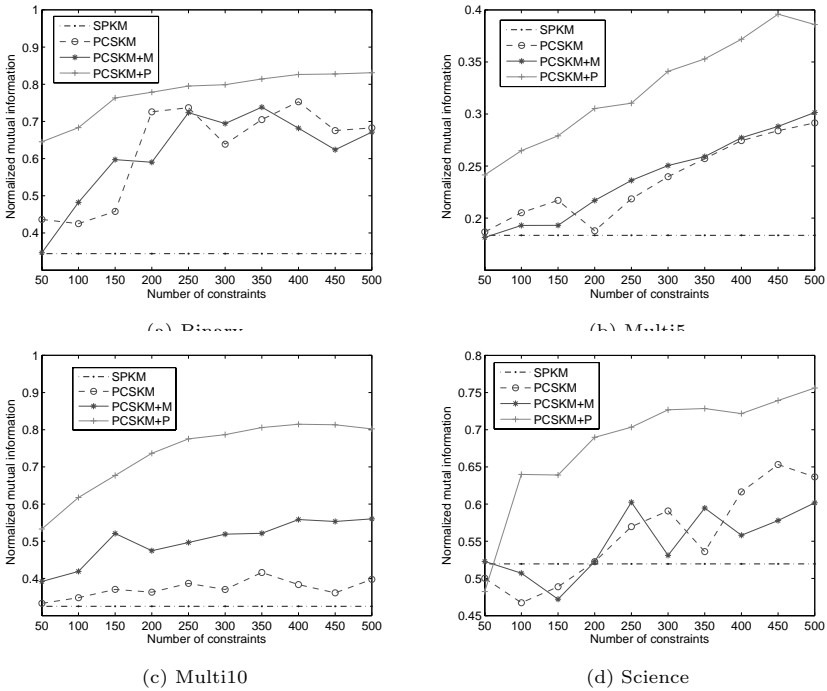 1
0.9
0.8
0.7
0.6
0.5
0.4
Normalized mutual information
SPKM
PCSKM
PCSKM+M
PCSKM+P
50 100 150 200 250 300 350 400 450 500
Number of constraints
(a) Binary
0.4
0.35
0.3
0.25
0.2
Normalized mutual information
SPKM
PCSKM
PCSKM+M
PCSKM+P
50 100 150 200 250 300 350 400 450 500
Number of constraints
(b) Multi5
1
0.9
0.8
0.7
0.6
0.5
0.4
Normalized mutual information
SPKM
PCSKM
PCSKM+M
PCSKM+P
50 100 150 200 250 300 350 400 450 500
Number of constraints
(c) Multi10
0.8
0.75
0.7
0.65
0.6
0.55
0.5
0.45
Normalized mutal information
SPKM
PCSKM
PCSKM+M
PCSKM+P
50 100 150 200 250 300 350 400 450 500
Number of constraints
(d) Science